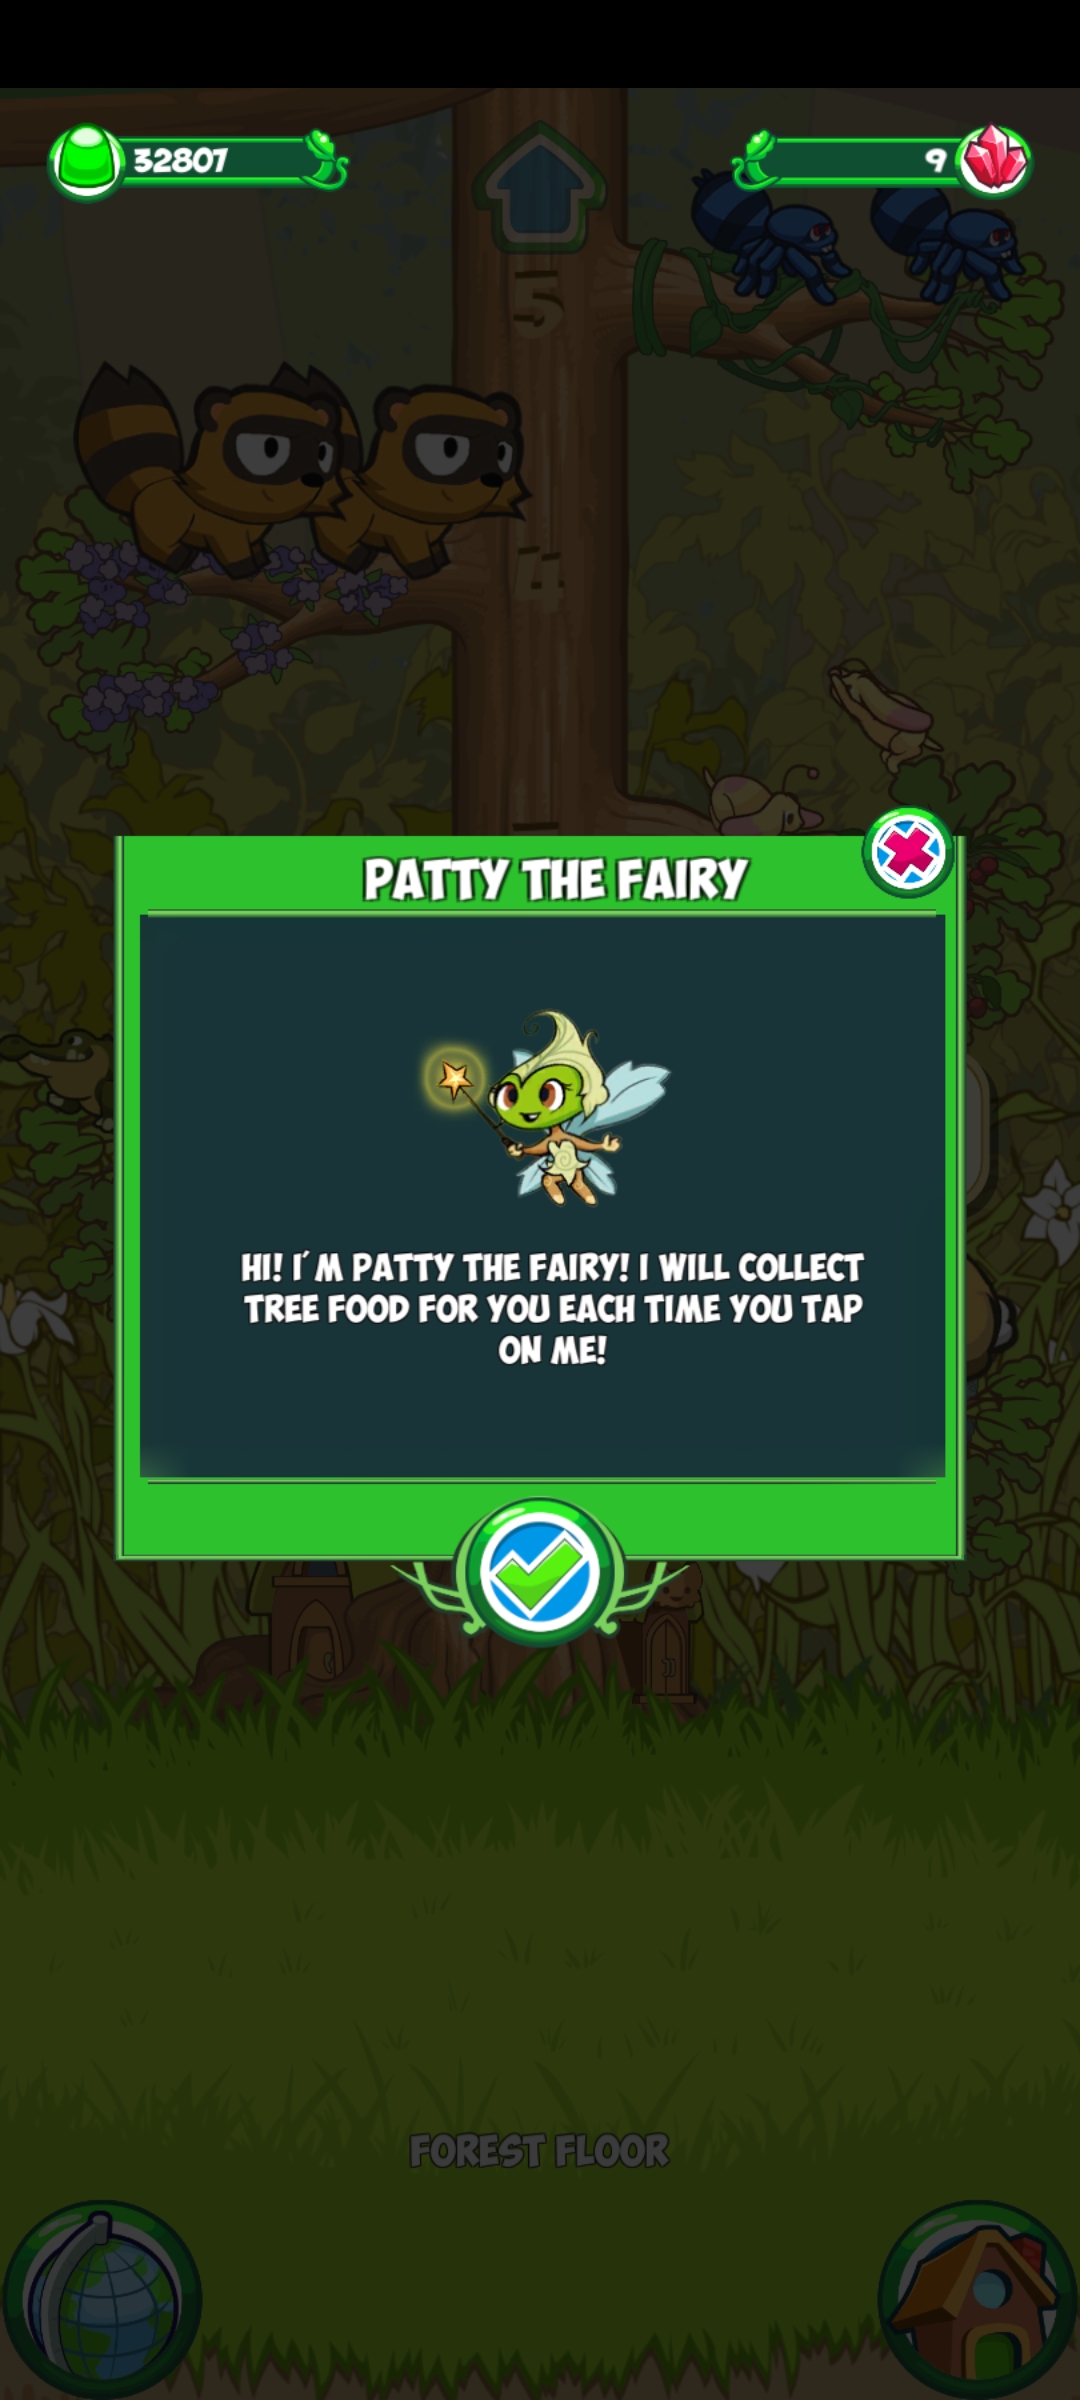 32807
9
5
4
PATTY THE FAIRY
HI! I´M PATTY THE FAIRY! I WILL COLLECT
TREE FOOD FOR YOU EACH TIME YOU TAP
ON ME!
FOREST FLOOR